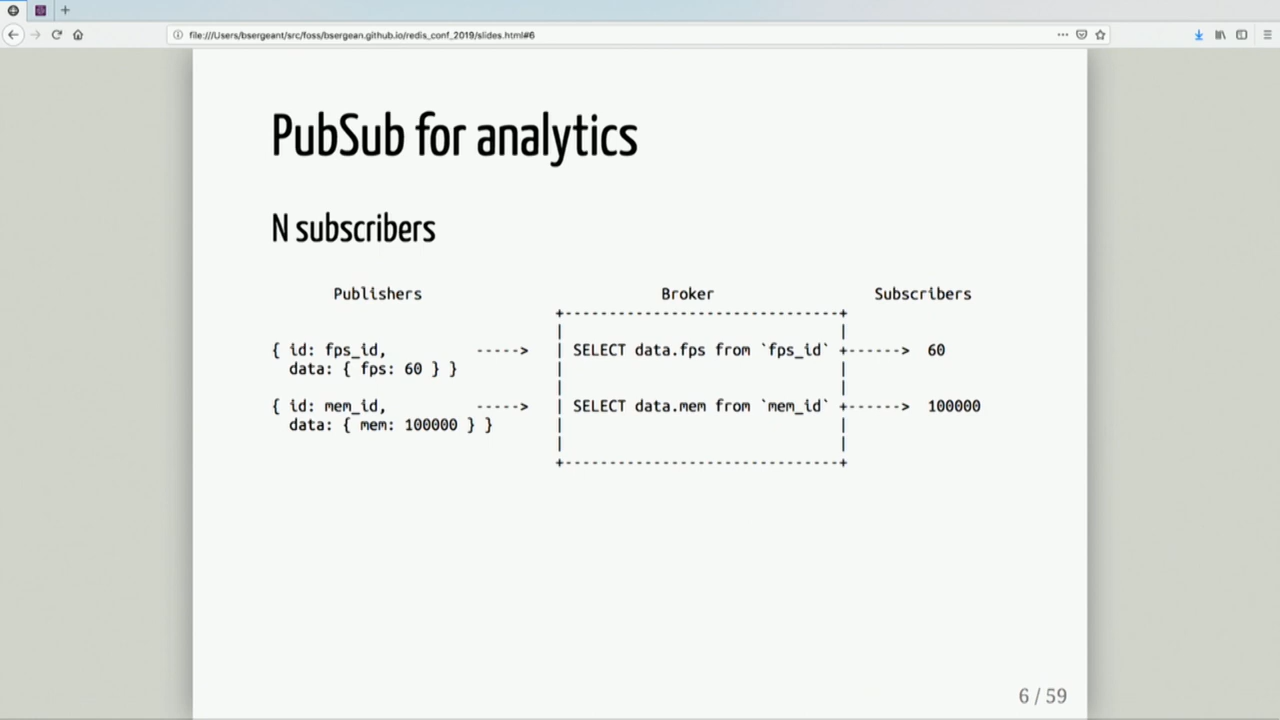 file:///Users/bsergeant/src/foss/bsergean.github.io/redis_conf_2019/slides.html#6
PubSub for analytics
N subscribers
Publishers Broker Subscribers
+--------------------------------+
| |
{ id: fps_id, -----> | SELECT data.fps from `fps_id` +------> 60
data: { fps: 60 } } | |
| |
{ id: mem_id, -----> | SELECT data.mem from `mem_id` +------> 100000
data: { mem: 100000 } } | |
| |
+--------------------------------+
6 / 59